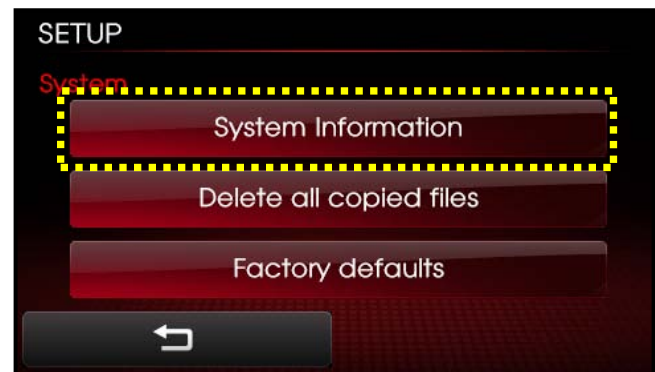 SETUP
System
System Information
Delete all copied files
Factory defaults